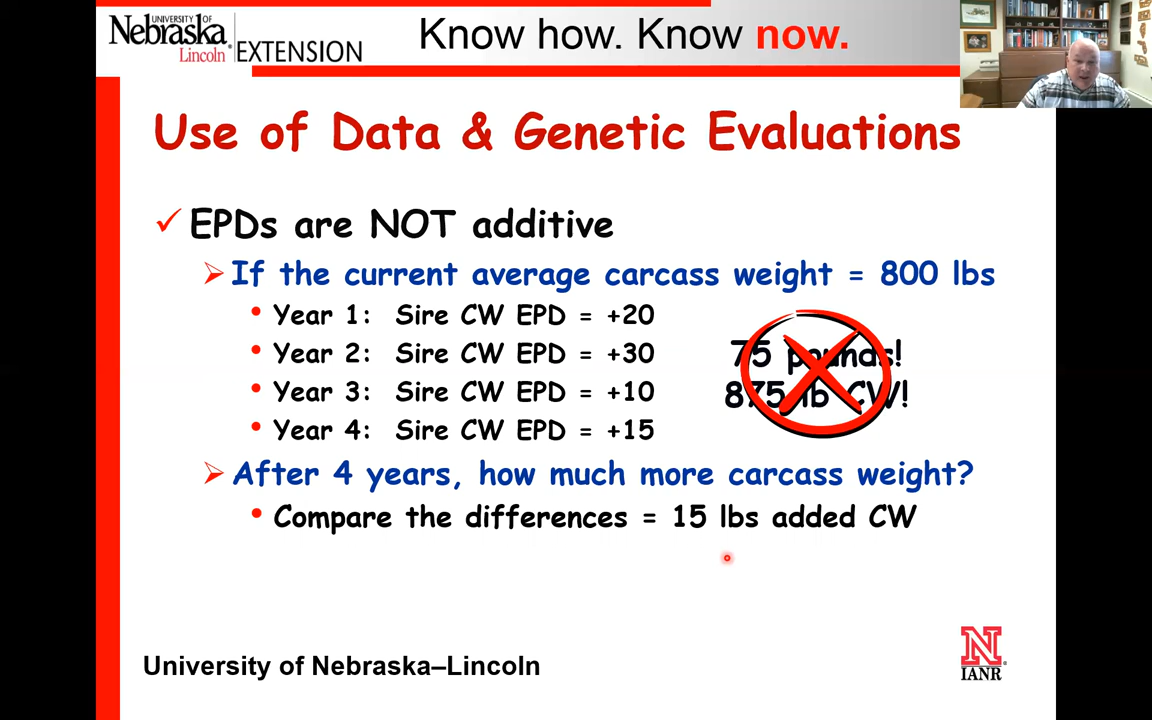 UNIVERSITY OF
Nebraska
Lincoln
EXTENSION
Know how. Know now.
Use of Data & Genetic Evaluations
EPDs are NOT additive
If the current average carcass weight = 800 lbs
Year 1: Sire CW EPD = +20
Year 2: Sire CW EPD = +30
Year 3: Sire CW EPD = +10
Year 4: Sire CW EPD = +15
75 pounds!
875 lb CW!
After 4 years, how much more carcass weight?
Compare the differences = 15 lbs added CW
University of Nebraska–Lincoln
N
IANR